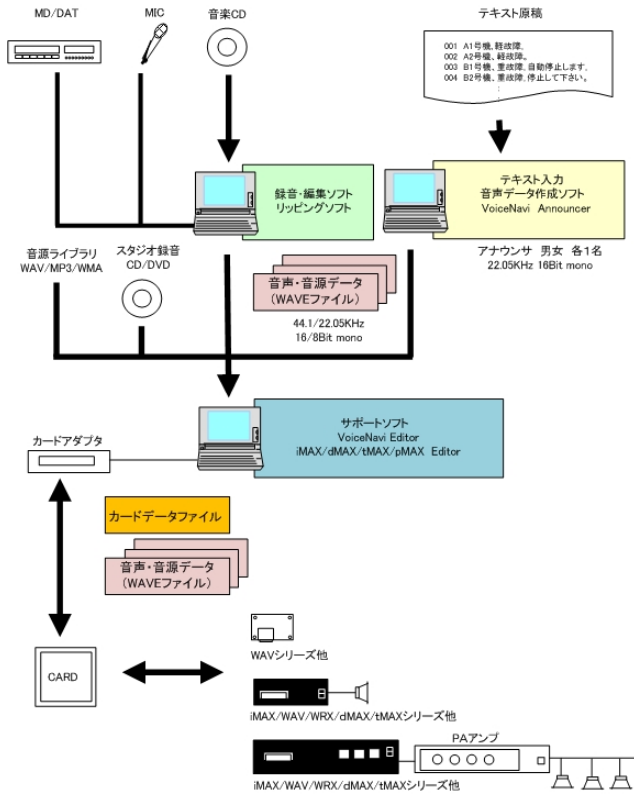 MD/DAT
MIC
音楽CD
テキスト原稿
001 A1号機、軽故障.
002 A2号機、軽故障。
003 B1号機、重故障、自動停止します.
004 B2号機、重故障、停止して下さい。
録音・編集ソフト
リッピングソフト
テキスト入力
音声データ作成ソフト
VoiceNavi Announcer
アナウンサ 男女 各1名
22.05KHz 16Bit mono
音源ライブラリ
WAV/MP3/WMA
スタジオ録音
CD/DVD
音声・音源データ
(WAVEファイル)
44.1/22.05KHz
16/8Bit mono
サポートソフト
VoiceNavi Editor
iMAX/dMAX/tMAX/pMAX Editor
カードアダプタ
カードデータファイル
音声・音源データ
(WAVEファイル)
CARD
WAVシリーズ他
iMAX/WAV/WRX/dMAX/tMAXシリーズ他
PAアンプ
iMAX/WAV/WRX/dMAX/tMAXシリーズ他